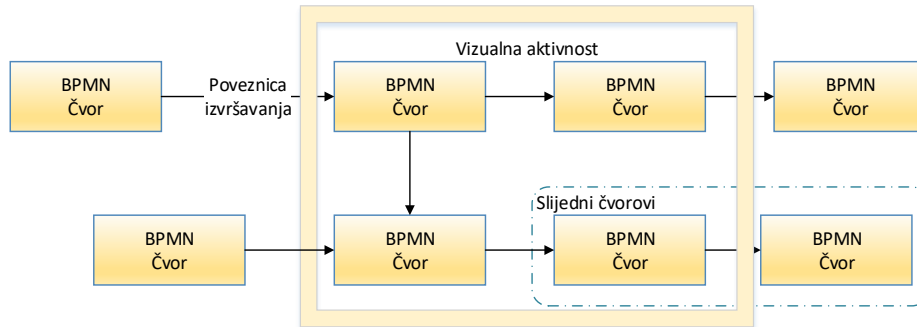 Vizualna aktivnost
BPMN
Čvor
Poveznica
izvršavanja
BPMN
Čvor
BPMN
Čvor
BPMN
Čvor
Slijedni čvorovi
BPMN
Čvor
BPMN
Čvor
BPMN
Čvor
BPMN
Čvor